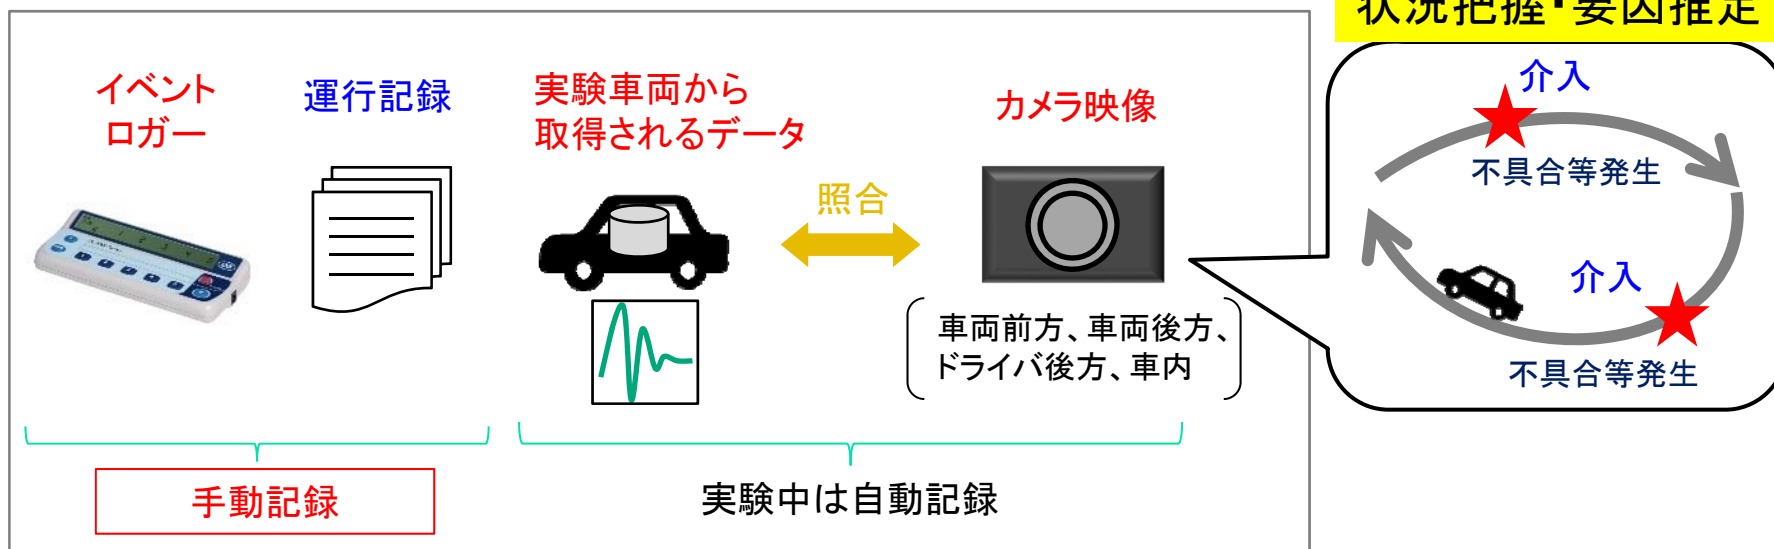 状況把握・要因推定
イベント
ロガー
運行記録
実験車両から
取得されるデータ
カメラ映像
照合
車両前方、車両後方、
ドライバ後方、車内
手動記録
実験中は自動記録
介入
不具合等発生
介入
不具合等発生